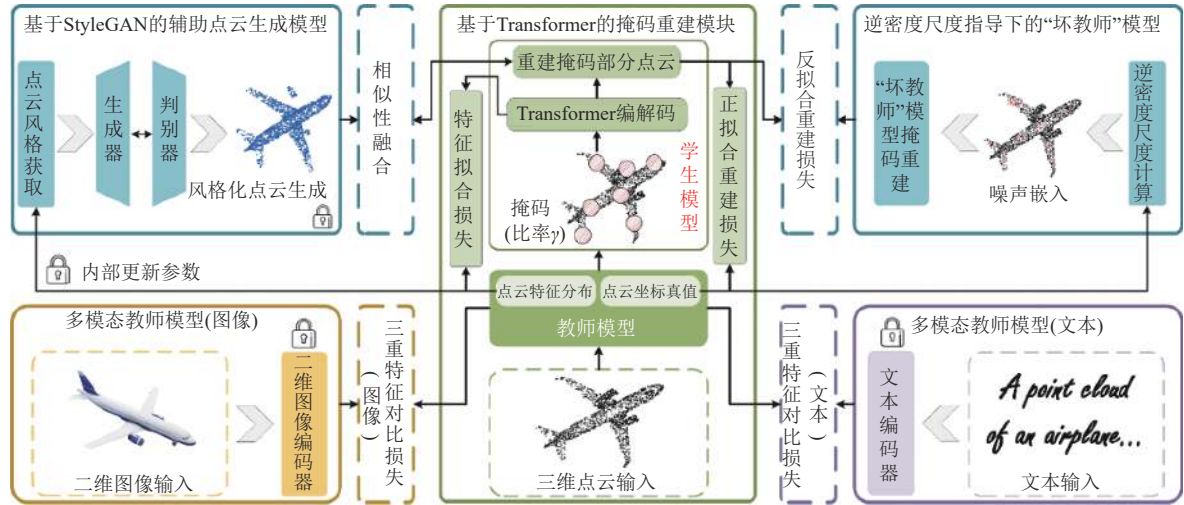 基于StyleGAN的辅助点云生成模型
点云风格获取
生成器
判别器
风格化点云生成
相似性融合
基于Transformer的掩码重建模块
重建掩码部分点云
Transformer编解码
特征拟合损失
掩码
(比率γ)
学生模型
正拟合重建损失
反拟合重建损失
逆密度尺度指导下的“坏教师”模型
“坏教师”模型掩码重建
噪声嵌入
逆密度尺度计算
内部更新参数
点云特征分布
点云坐标真值
教师模型
三维点云输入
多模态教师模型(图像)
二维图像输入
二维图像编码器
三重特征对比损失
(图像)
三重特征对比损失
(文本)
多模态教师模型(文本)
文本编码器
A point cloud
of an airplane...
文本输入